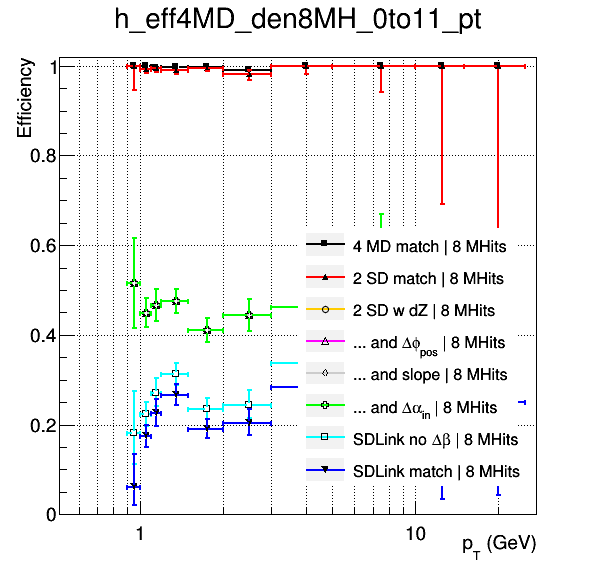 h_eff4MD_den8MH_0to11_pt
Efficiency
1
0.8
0.6
0.4
0.2
0
4 MD match | 8 MHits
2 SD match | 8 MHits
2 SD w dZ | 8 MHits
... and Δϕpos | 8 MHits
... and slope | 8 MHits
... and Δαin | 8 MHits
SDLink no Δβ | 8 MHits
SDLink match | 8 MHits
1
10
pT (GeV)